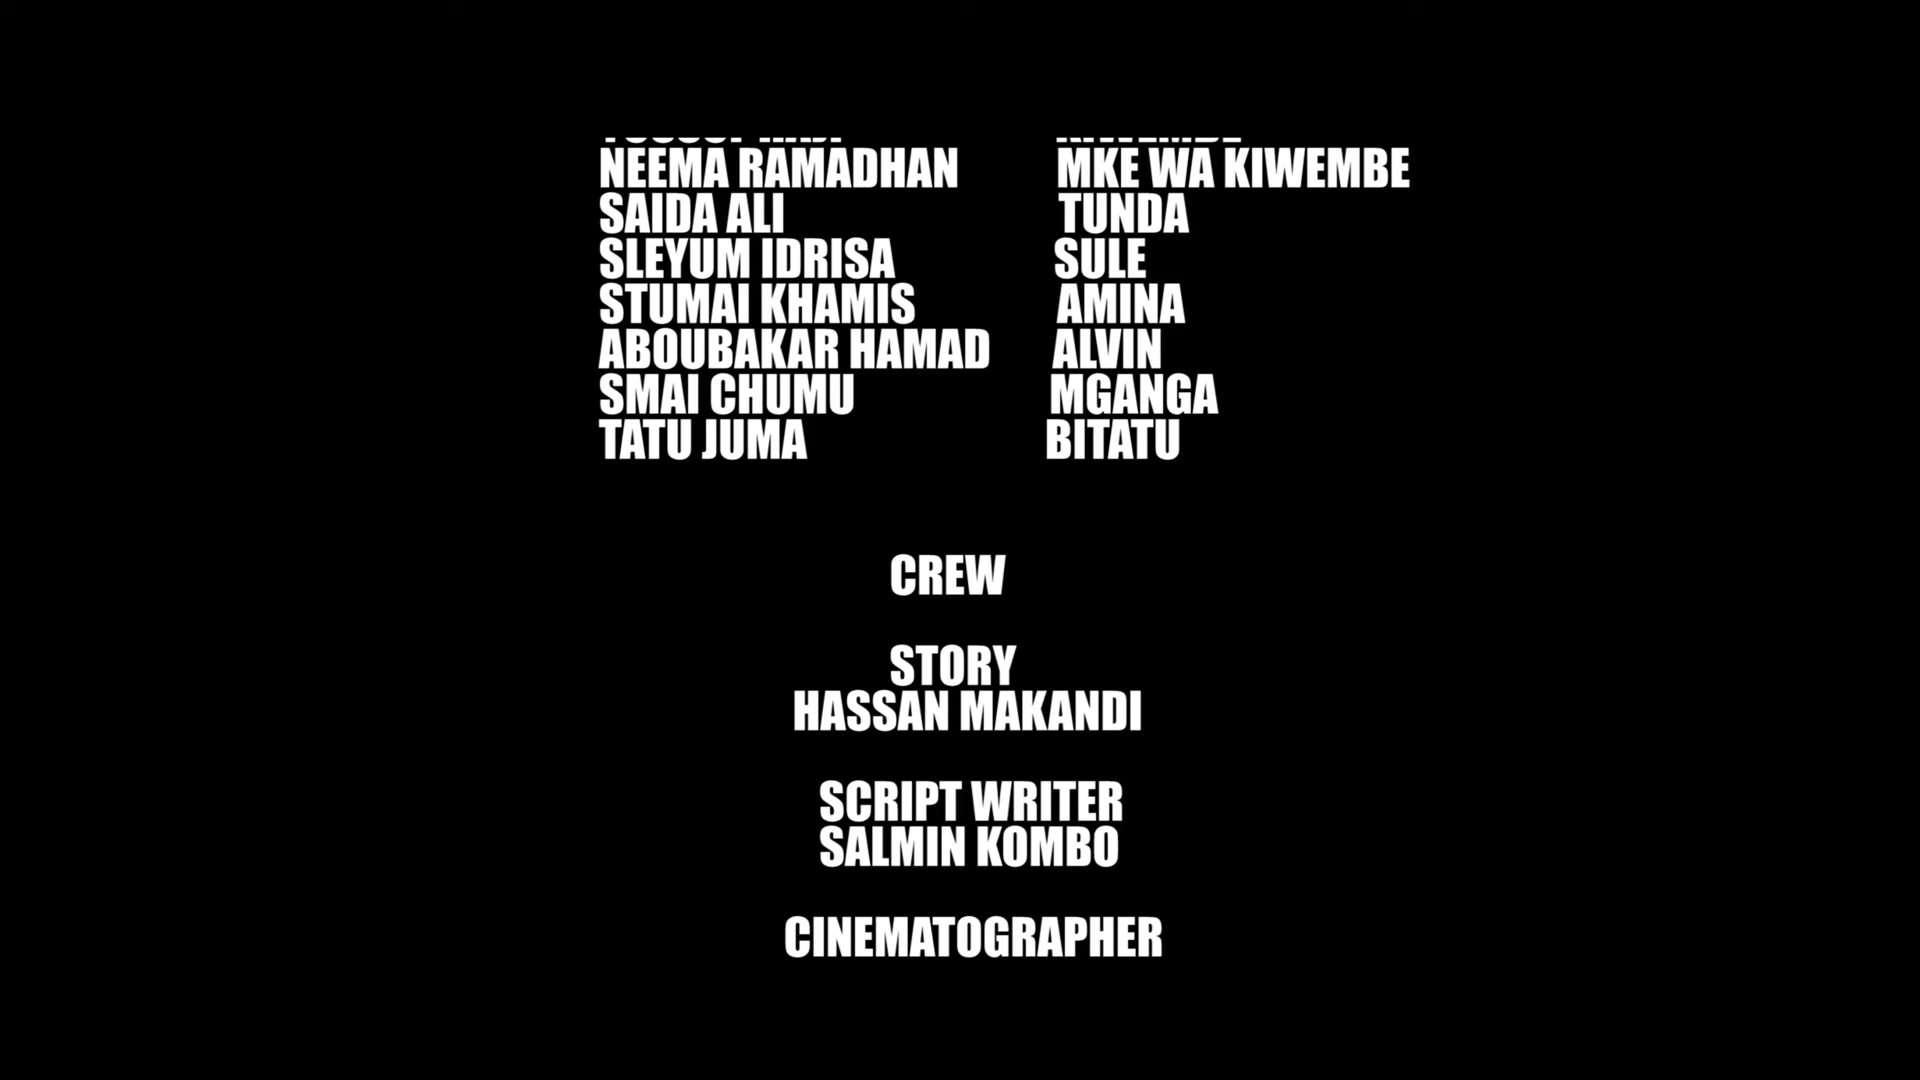 NEEMA RAMADHAN MKE WA KIWEMBE
SAIDA ALI TUNDA
SLEYUM IDRISA SULE
STUMAI KHAMIS AMINA
ABOUBAKAR HAMAD ALVIN
SMAI CHUMU MGANGA
TATU JUMA BITATU
CREW
STORY
HASSAN MAKANDI
SCRIPT WRITER
SALMIN KOMBO
CINEMATOGRAPHER